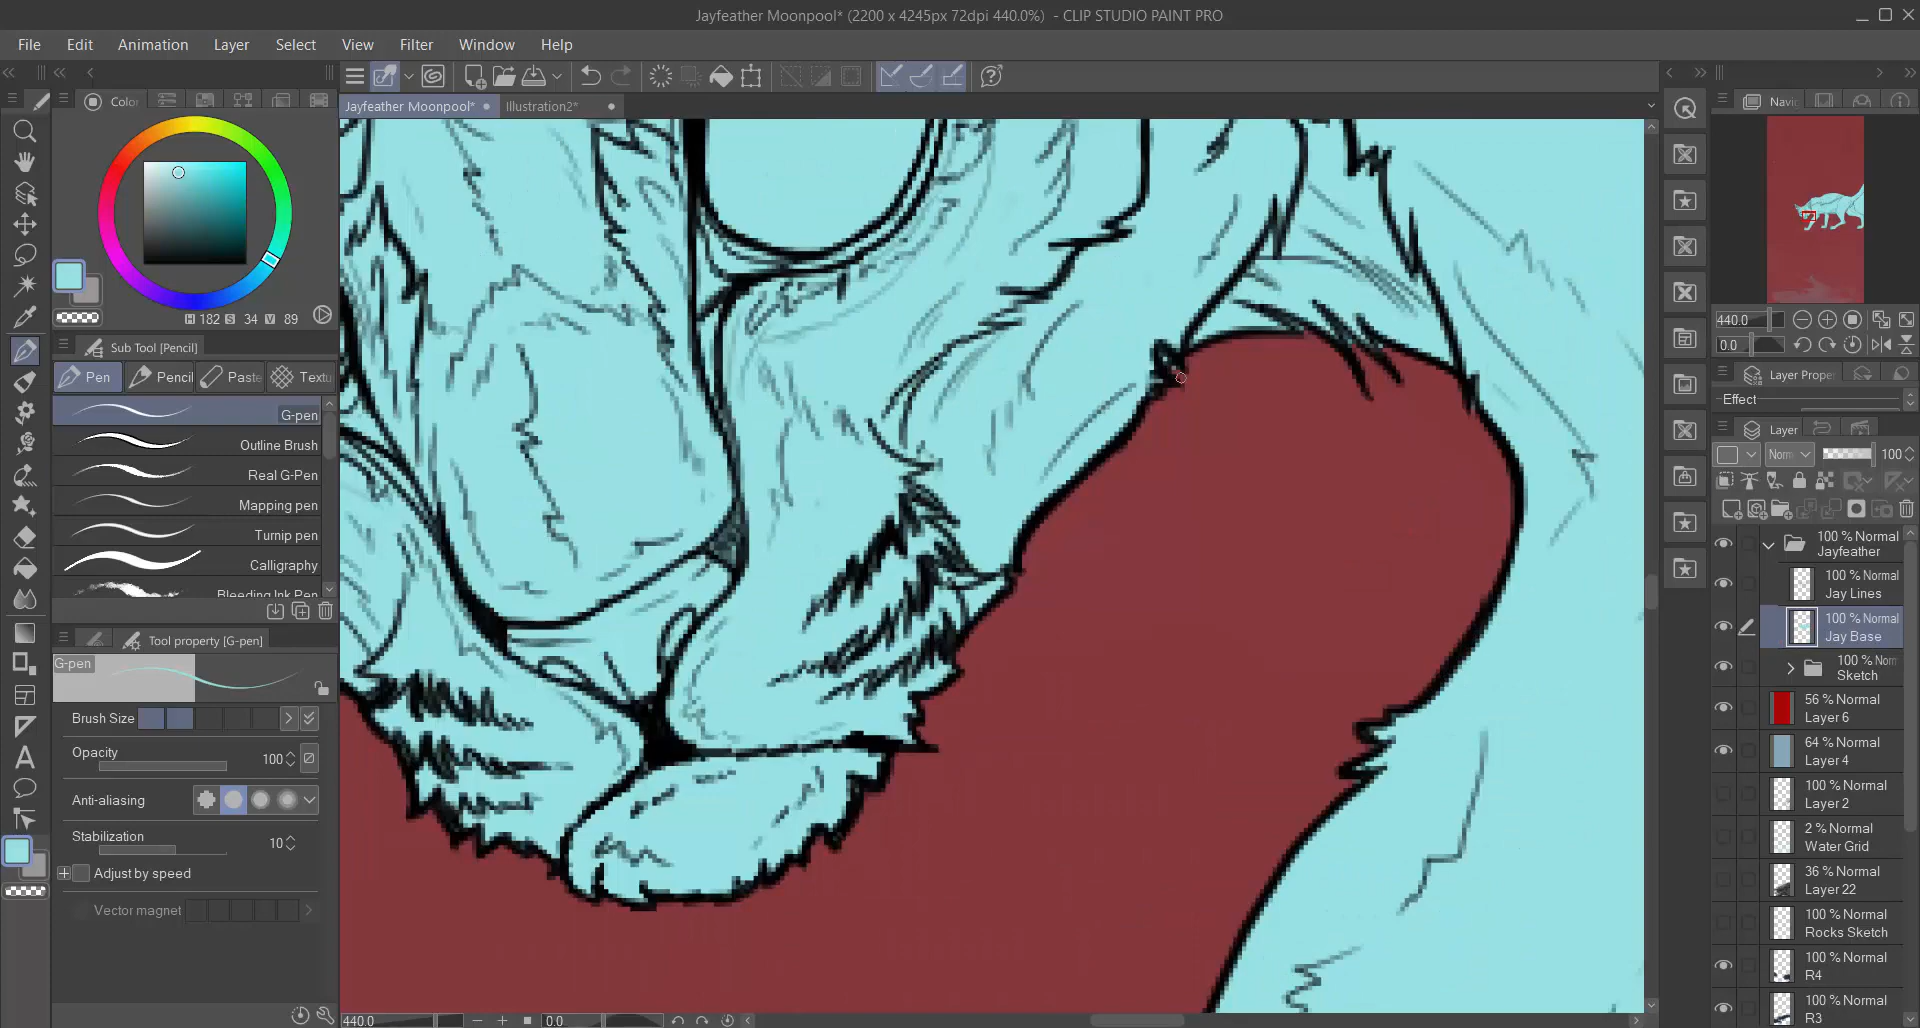 Jayfeather Moonpool* (2200 x 4245px 72dpi 440.0%) - CLIP STUDIO PAINT PRO
File Edit Animation Layer Select View Filter Window Help
Jayfeather Moonpool* Illustration2*
Colo
H 182 S 34 V 89
Sub Tool [Pencil]
Pen Pencil Paste Textu
G-pen
Outline Brush
Real G-Pen
Mapping pen
Turnip pen
Calligraphy
Bleeding Ink Pen
Tool property [G-pen]
G-pen
Brush Size
Opacity 100
Anti-aliasing
Stabilization 10
Adjust by speed
Vector magnet
440.0 0.0
Navi
440.0
0.0
Layer Proper
Effect
Layer
Norm 100
100 % Normal
Jayfeather
100 % Normal
Jay Lines
100 % Normal
Jay Base
100 % Nor
Sketch
56 % Normal
Layer 6
64 % Normal
Layer 4
100 % Normal
Layer 2
2 % Normal
Water Grid
36 % Normal
Layer 22
100 % Normal
Rocks Sketch
100 % Normal
R4
100 % Normal
R3